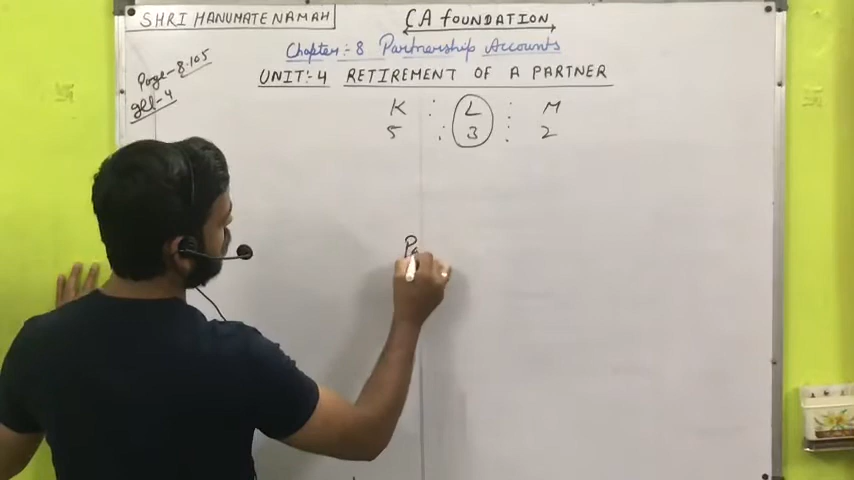 SHRI HANUMATE NAMAH
CA FOUNDATION
Chapter:-8 Partnership Accounts
Page-8.105
UNIT:-4 RETIREMENT OF A PARTNER
ill-4
K : L : M
5 : 3 : 2